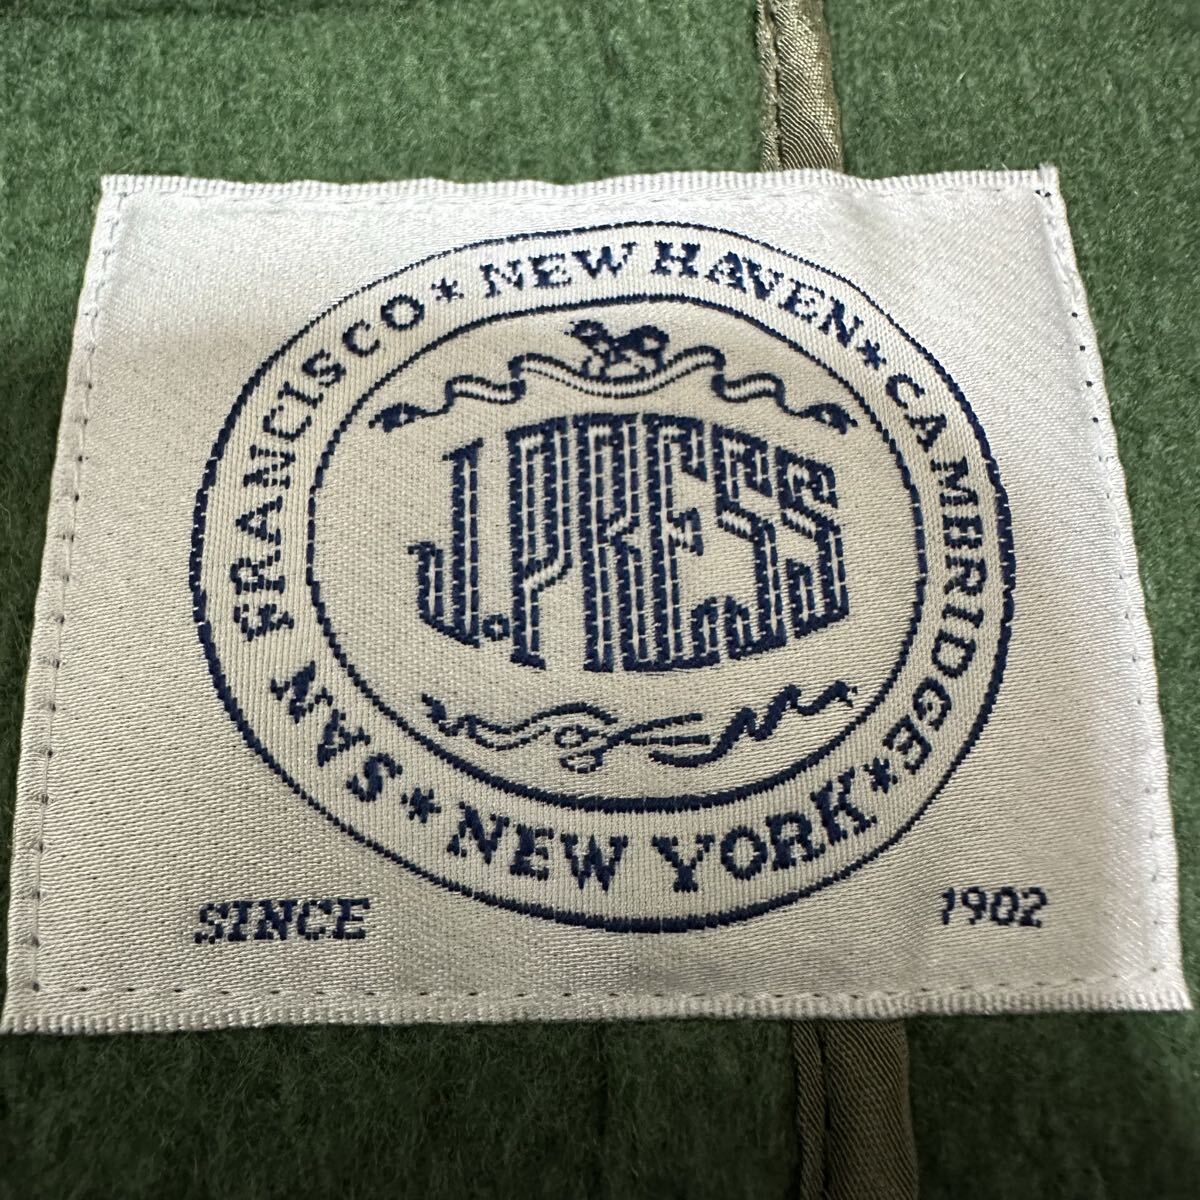 SAN FRANCISCO * NEW HAVEN * CAMBRIDGE * NEW YORK *
J.PRESS
SINCE 1902